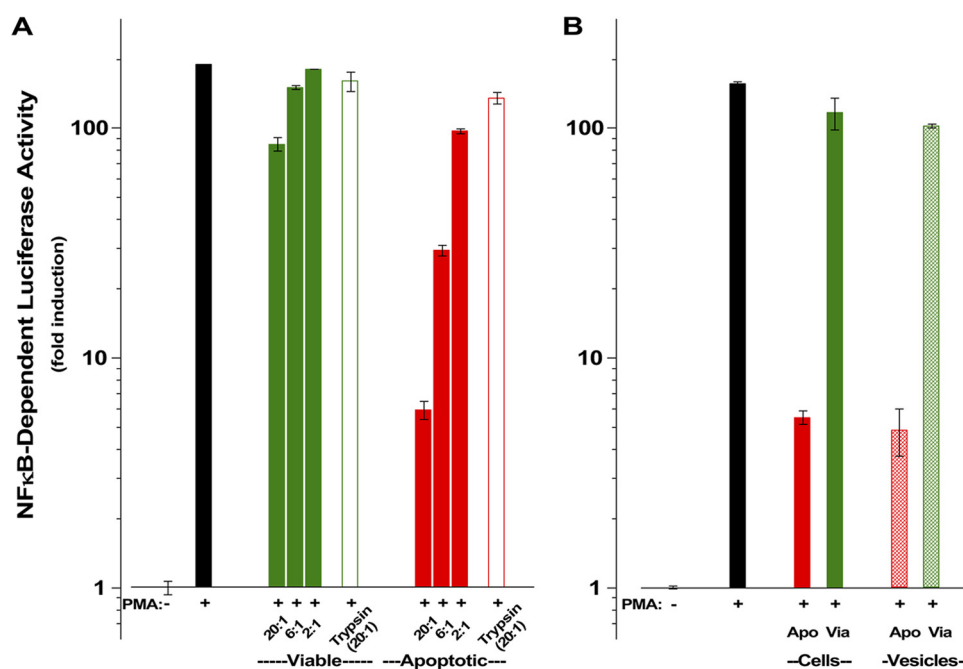 A
B
NFκB-Dependent Luciferase Activity
(fold induction)
100
10
1
100
10
1
PMA: - + + + + + + + + +
20:1 6:1 2:1 Trypsin (20:1) 20:1 6:1 2:1 Trypsin (20:1)
-----Viable----- ---Apoptotic---
PMA: - + + + + +
Apo Via Apo Via
--Cells-- -Vesicles-